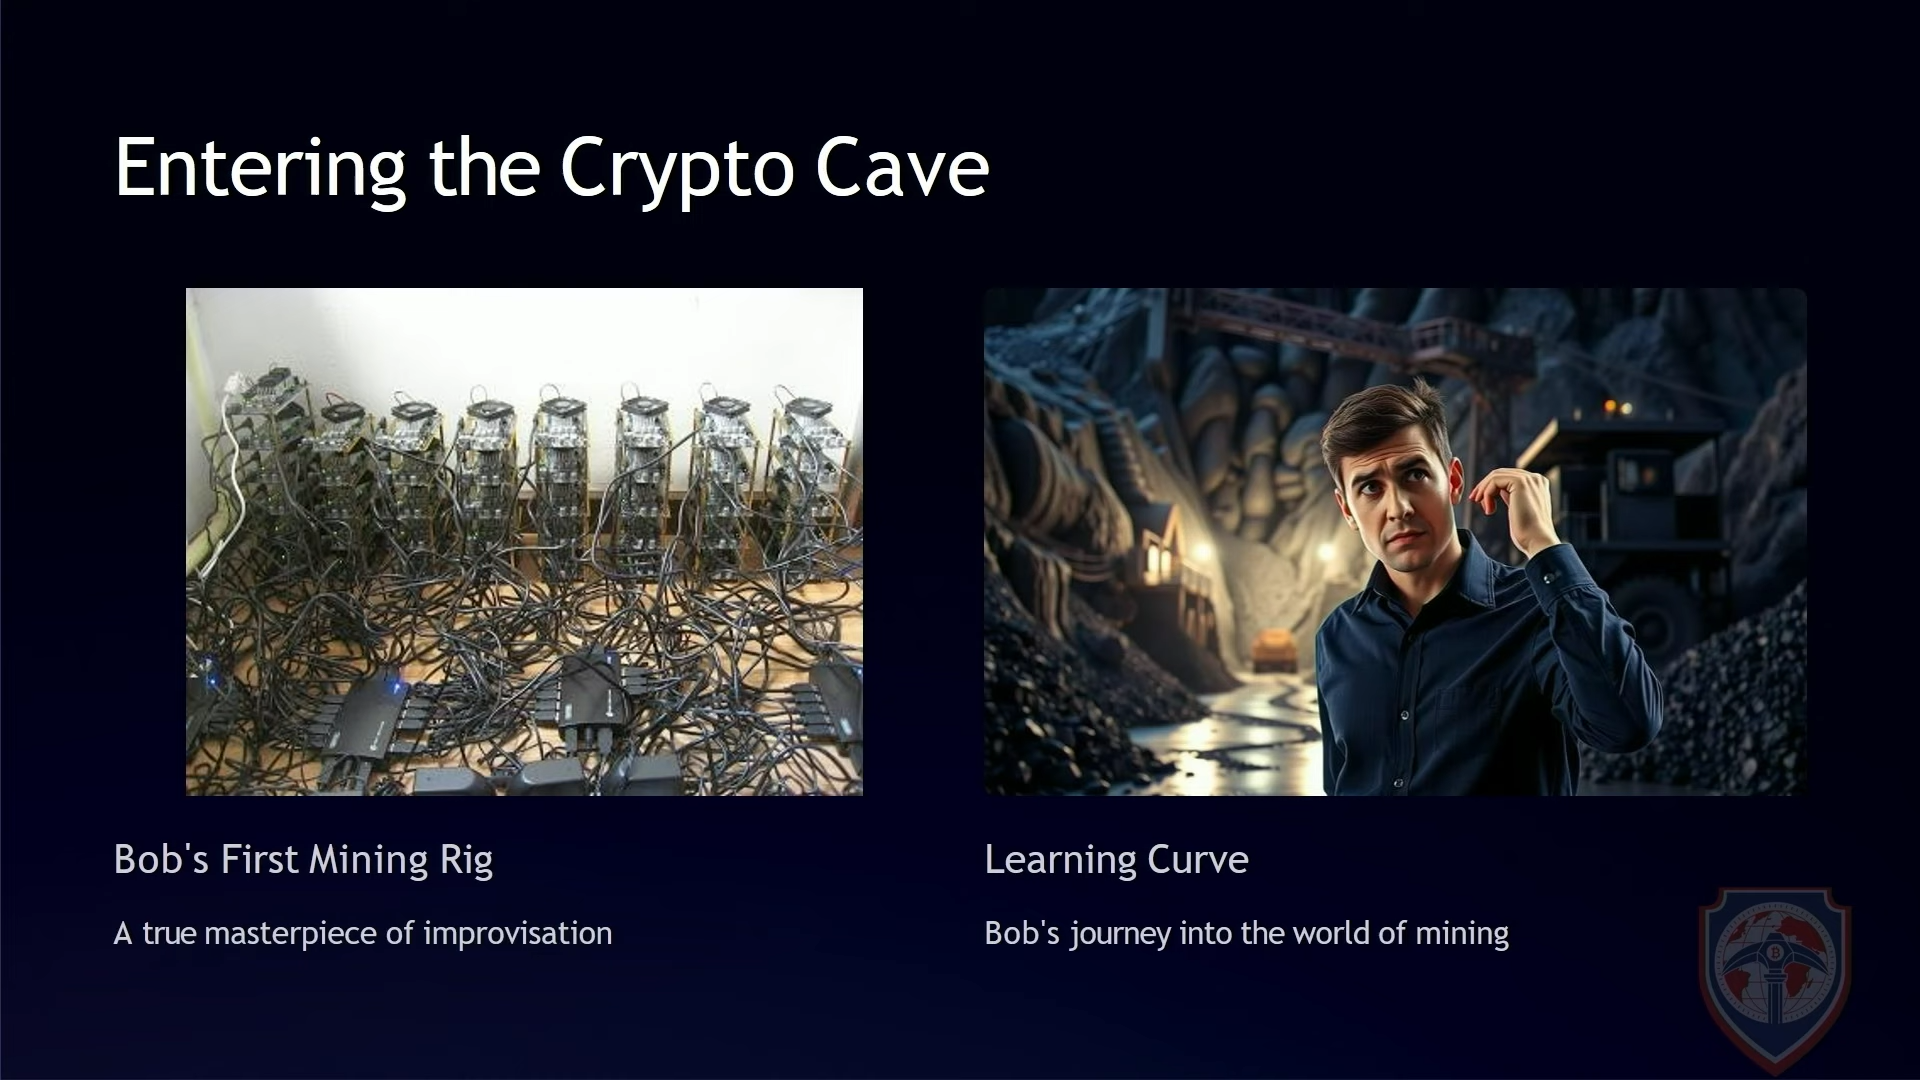 Entering the Crypto Cave
Bob's First Mining Rig
A true masterpiece of improvisation
Learning Curve
Bob's journey into the world of mining